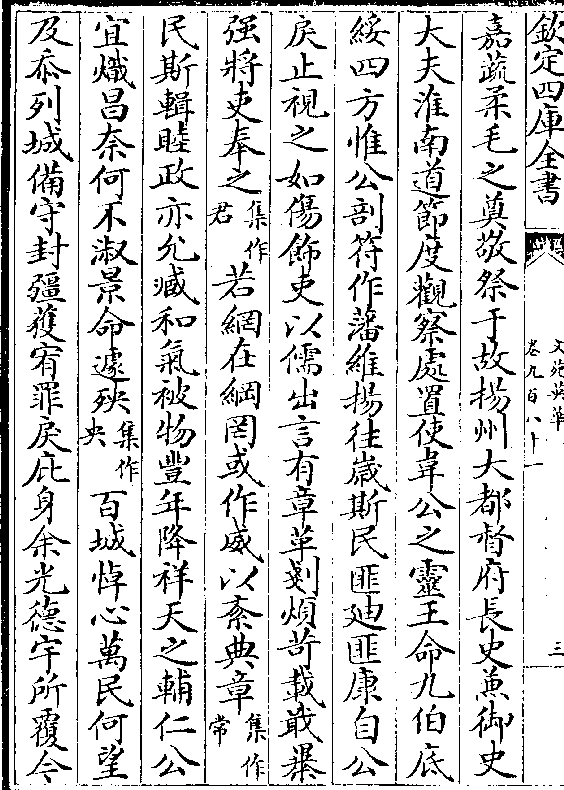 欽定四庫全書
文苑英華
卷九百八十一
三
嘉蔬柔毛之奠敬祭于故揚州大都督府長史兼御史
大夫淮南道節度觀察處置使韋公之靈王命九伯底
綏四方惟公剖符作藩維揚往歲斯民匪廸匪康自公
戾止視之如傷飾吏以儒出言有章革剗煩苛載戢㬥
强將吏奉之集作君若網在綱罔或作威以紊典章集作常
民斯輯睦政亦允臧和氣被物豐年降祥天之輔仁公
宜熾昌奈何不淑景命遽殃集作央百城悼心萬民何望
及忝列城備守封疆獲宥罪戾庇身余光德宇所覆今